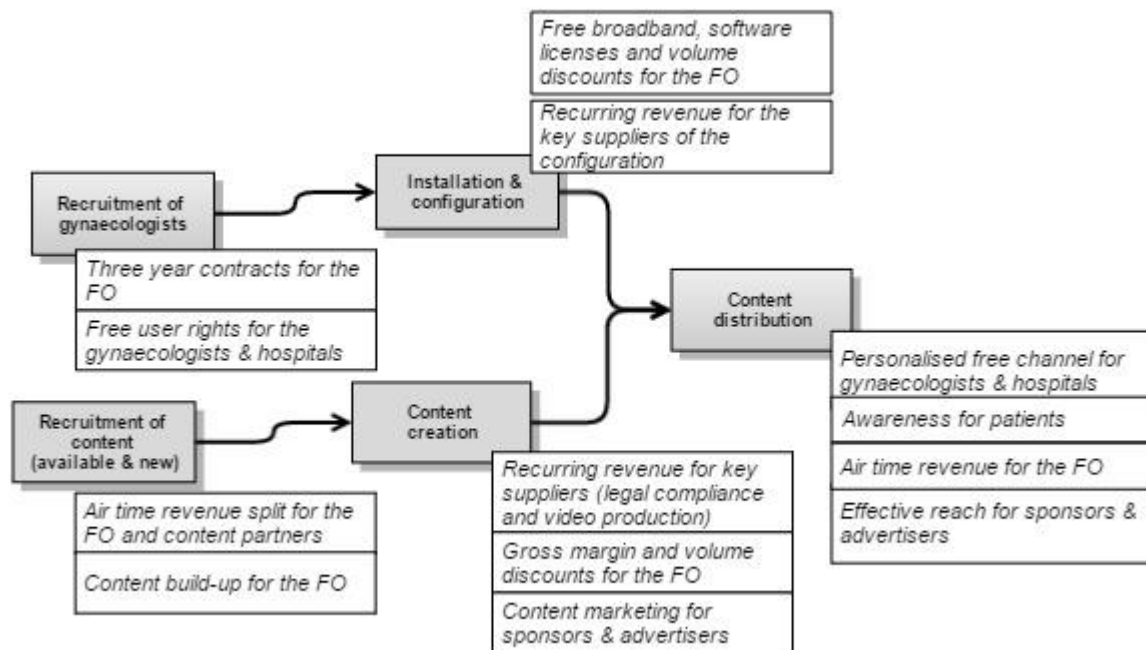 Free broadband, software
licenses and volume
discounts for the FO
Recurring revenue for the
key suppliers of the
configuration
Installation &
configuration
Recruitment of
gynaecologists
Three year contracts for the
FO
Free user rights for the
gynaecologists & hospitals
Content
distribution
Personalised free channel for
gynaecologists & hospitals
Awareness for patients
Air time revenue for the FO
Effective reach for sponsors &
advertisers
Recruitment of
content
(available & new)
Air time revenue split for the
FO and content partners
Content build-up for the FO
Content
creation
Recurring revenue for key
suppliers (legal compliance
and video production)
Gross margin and volume
discounts for the FO
Content marketing for
sponsors & advertisers